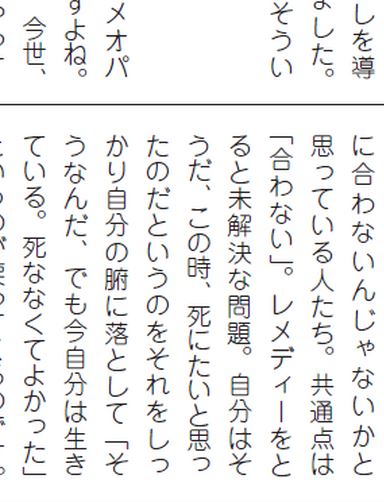 しを導
ました。
そうい
メオパ
すよね。
今世、
に合わないんじゃないかと
思っている人たち。共通点は
「合わない」。レメディーをと
ると未解決な問題。自分はそ
うだ、この時、死にたいと思っ
たのだというのをそれをしっ
かり自分の腑に落として「そ
うなんだ、でも今自分は生き
ている。死ななくてよかった」